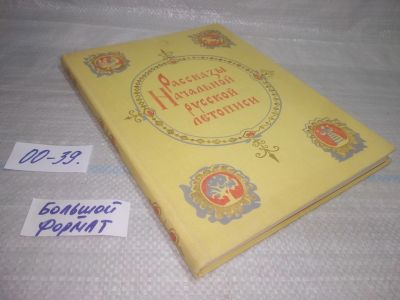 Рассказы
Начальной
русской
летописи
00-39.
БОЛЬШОЙ
ФОРМАТ